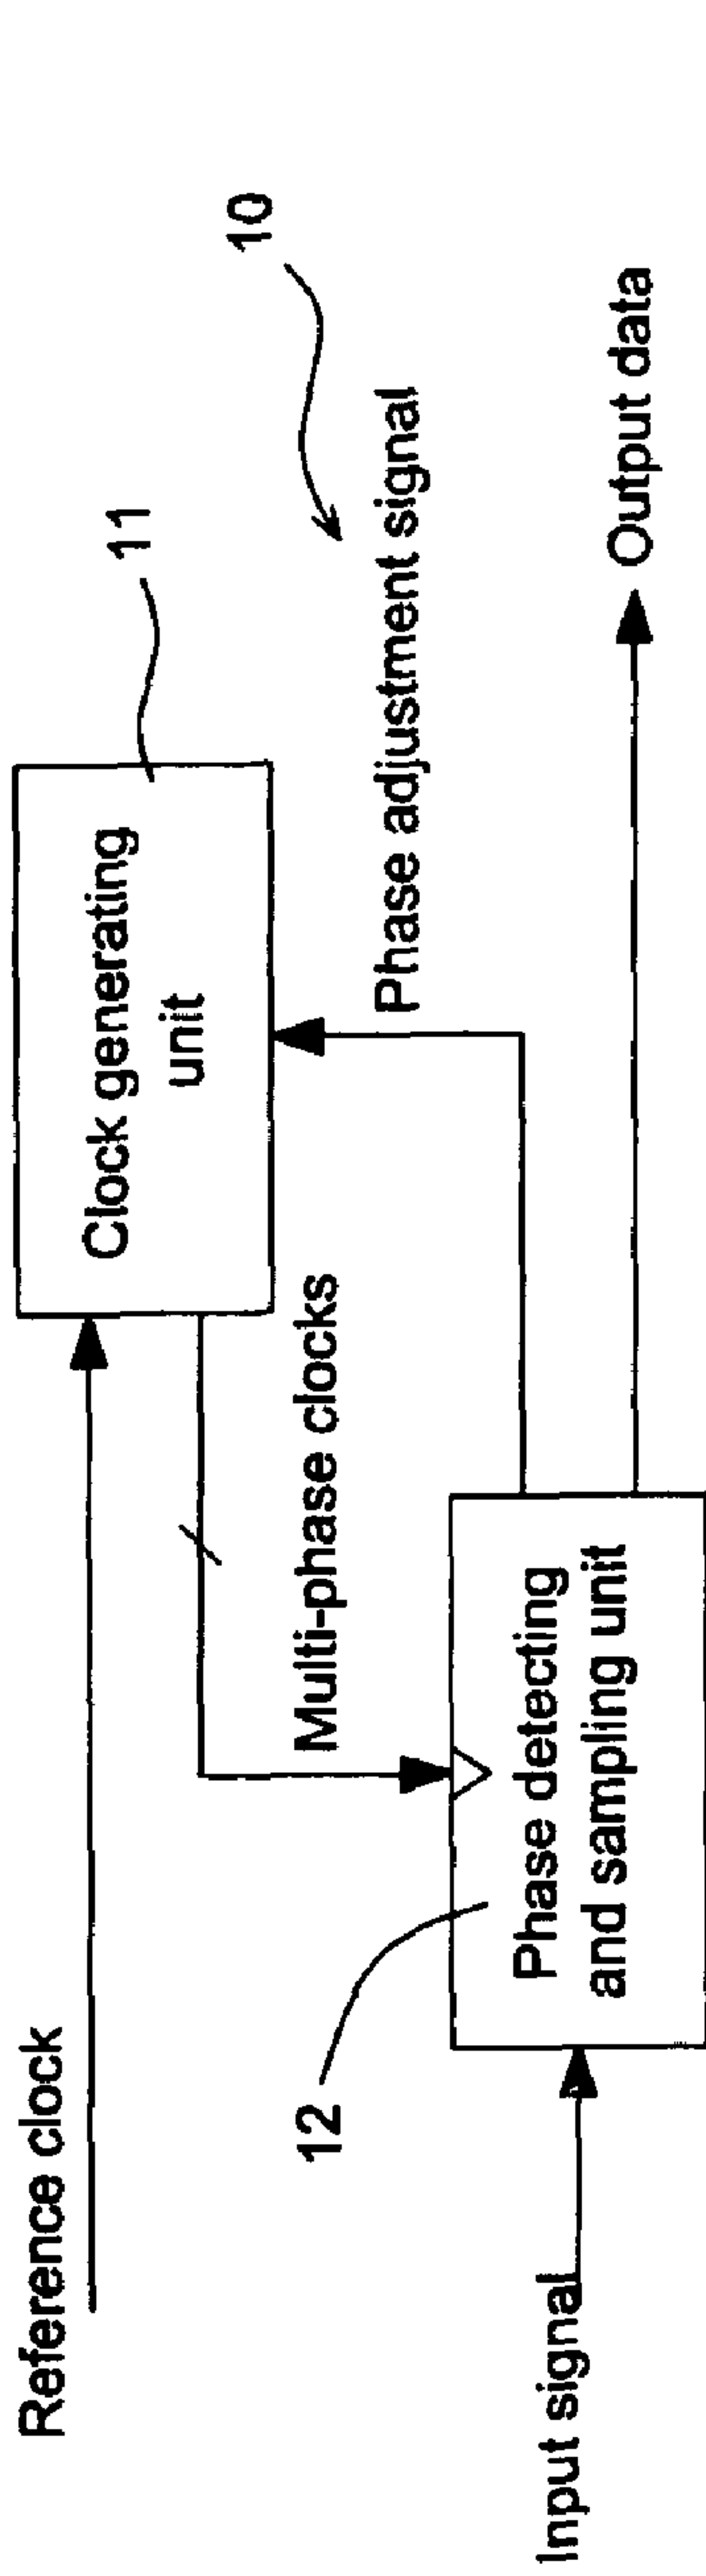 Reference clock
Clock generating
unit
11
10
Multi-phase clocks
Phase adjustment signal
12
Input signal
Phase detecting
and sampling unit
Output data